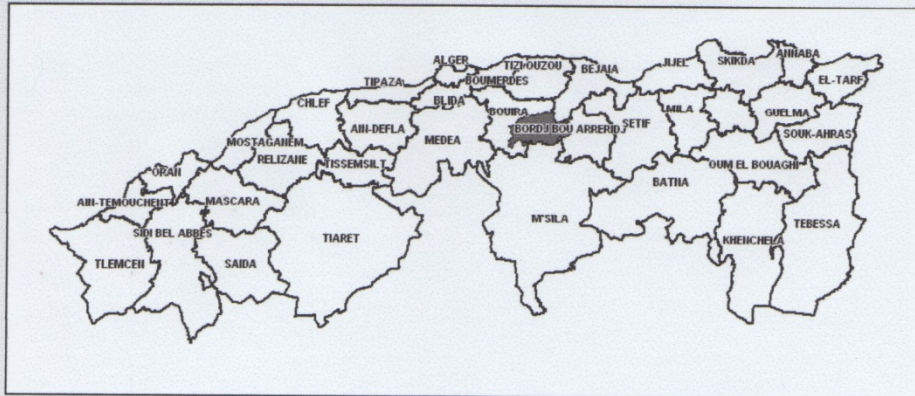 ALGER
TIZI OUZOU
BEJAIA
JIJEL
SKIKDA
ANNABA
TIPAZA
BOUMERDES
EL-TARF
CHLEF
BLIDA
BOUIRA
MILA
GUELMA
MOSTAGANEM
AIN-DEFLA
MEDEA
BORDJ BOU ARRERIDJ
SETIF
SOUK-AHRAS
ORAN
RELIZANE
TISSEMSILT
OUM EL BOUAGHI
AIN-TEMOUCHENT
MASCARA
BATNA
SIDI BEL ABBES
TIARET
M'SILA
TEBESSA
TLEMCEN
SAIDA
KHENCHELA